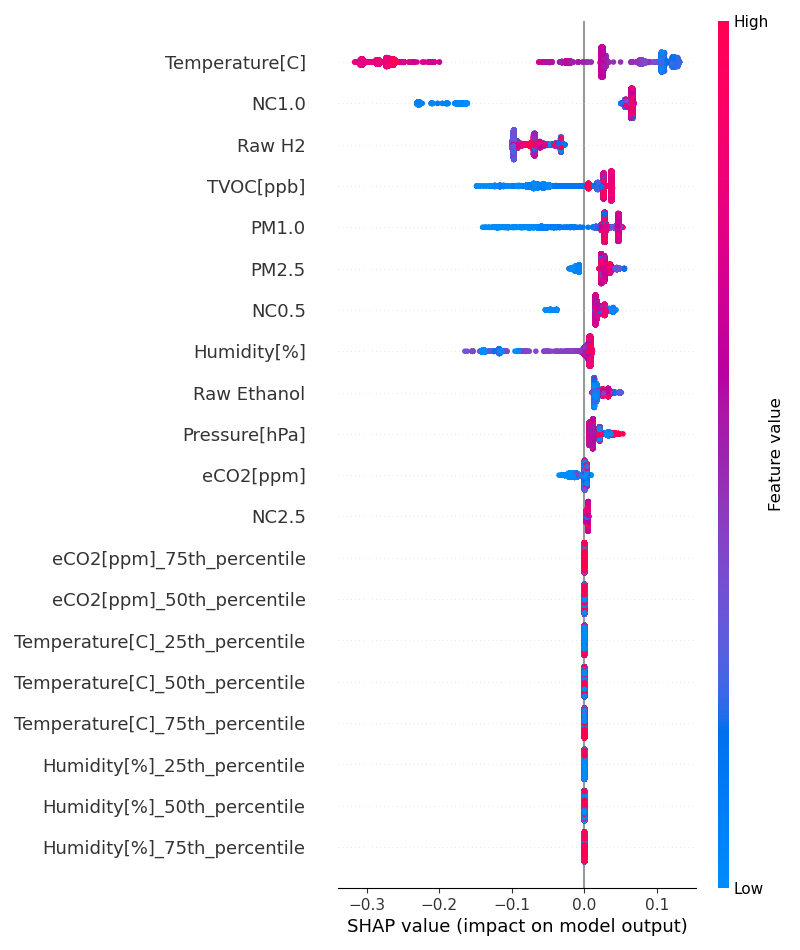 High
Temperature[C]
NC1.0
Raw H2
TVOC[ppb]
PM1.0
PM2.5
NC0.5
Humidity[%]
Raw Ethanol
Pressure[hPa]
eCO2[ppm]
NC2.5
eCO2[ppm]_75th_percentile
eCO2[ppm]_50th_percentile
Temperature[C]_25th_percentile
Temperature[C]_50th_percentile
Temperature[C]_75th_percentile
Humidity[%]_25th_percentile
Humidity[%]_50th_percentile
Humidity[%]_75th_percentile
Feature value
Low
−0.3 −0.2 −0.1 0.0 0.1
SHAP value (impact on model output)